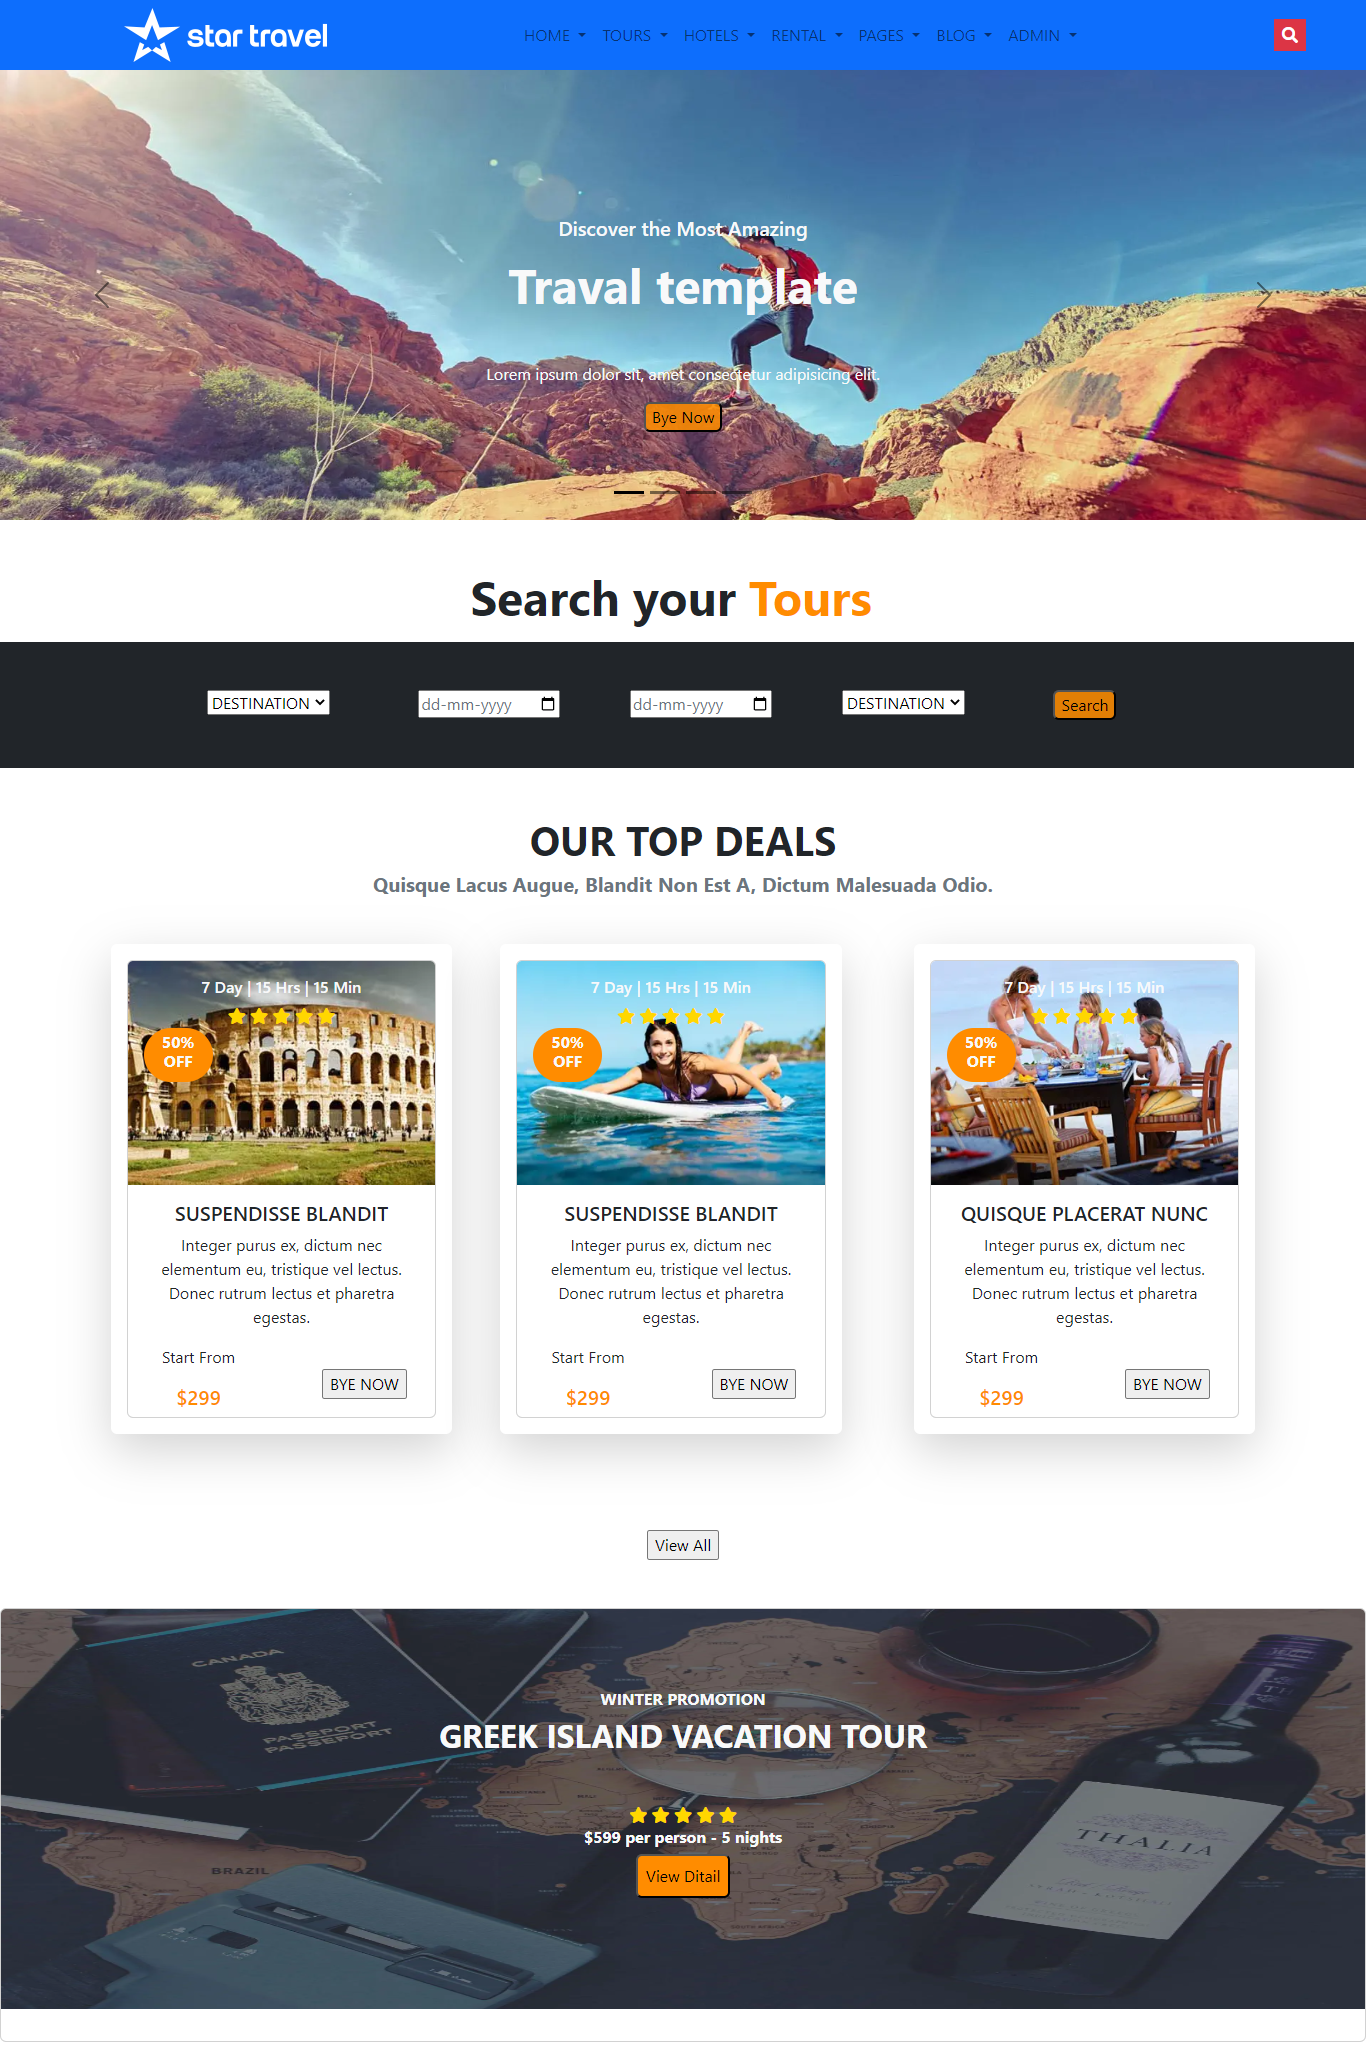 star travel
HOME TOURS HOTELS RENTAL PAGES BLOG ADMIN
Discover the Most Amazing
Traval template
Lorem ipsum dolor sit, amet consectetur adipisicing elit.
Bye Now
Search your Tours
DESTINATION dd-mm-yyyy dd-mm-yyyy DESTINATION Search
OUR TOP DEALS
Quisque Lacus Augue, Blandit Non Est A, Dictum Malesuada Odio.
7 Day | 15 Hrs | 15 Min
50%
OFF
SUSPENDISSE BLANDIT
Integer purus ex, dictum nec
elementum eu, tristique vel lectus.
Donec rutrum lectus et pharetra
egestas.
Start From
$299
BYE NOW
7 Day | 15 Hrs | 15 Min
50%
OFF
SUSPENDISSE BLANDIT
Integer purus ex, dictum nec
elementum eu, tristique vel lectus.
Donec rutrum lectus et pharetra
egestas.
Start From
$299
BYE NOW
7 Day | 15 Hrs | 15 Min
50%
OFF
QUISQUE PLACERAT NUNC
Integer purus ex, dictum nec
elementum eu, tristique vel lectus.
Donec rutrum lectus et pharetra
egestas.
Start From
$299
BYE NOW
View All
CANADA
PASSPORT
PASSEPORT
WINTER PROMOTION
GREEK ISLAND VACATION TOUR
$599 per person - 5 nights
View Ditail
BRAZIL
THALIA